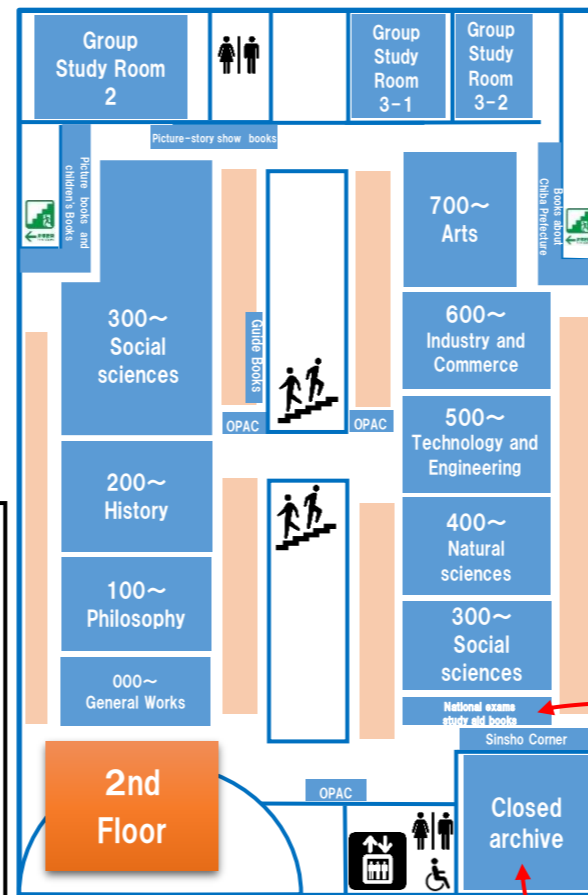 Group
Study Room
2
Group
Study
Room
3-1
Group
Study
Room
3-2
Picture-story show books
Picture books and
children's Books
Books about
Chiba Prefecture
700～
Arts
300～
Social
sciences
Guide Books
600～
Industry and
Commerce
OPAC
OPAC
500～
Technology and
Engineering
200～
History
400～
Natural
sciences
100～
Philosophy
300～
Social
sciences
000～
General Works
National exams
study aid books
Sinsho Corner
2nd
Floor
OPAC
Closed
archive